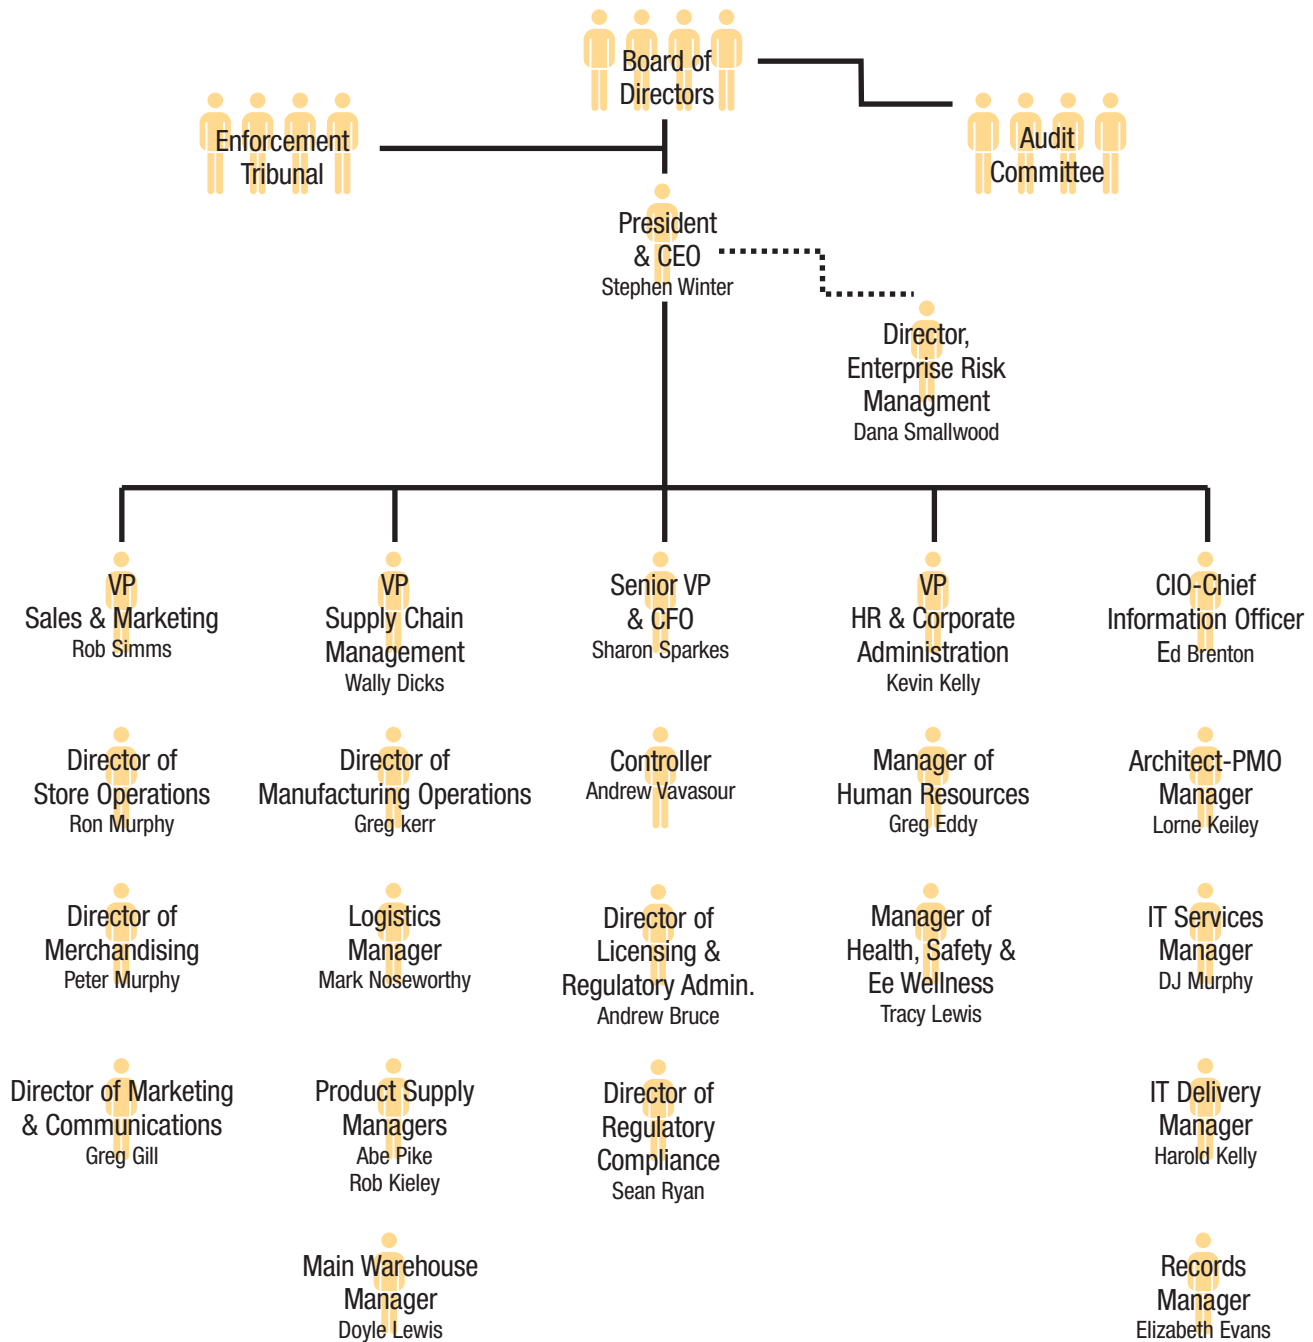 Board of
Directors
Enforcement
Tribunal
Audit
Committee
President
& CEO
Stephen Winter
Director,
Enterprise Risk
Managment
Dana Smallwood
VP
Sales & Marketing
Rob Simms
VP
Supply Chain
Management
Wally Dicks
Senior VP
& CFO
Sharon Sparkes
VP
HR & Corporate
Administration
Kevin Kelly
CIO-Chief
Information Officer
Ed Brenton
Director of
Store Operations
Ron Murphy
Director of
Manufacturing Operations
Greg kerr
Controller
Andrew Vavasour
Manager of
Human Resources
Greg Eddy
Architect-PMO
Manager
Lorne Keiley
Director of
Merchandising
Peter Murphy
Logistics
Manager
Mark Noseworthy
Director of
Licensing &
Regulatory Admin.
Andrew Bruce
Manager of
Health, Safety &
Ee Wellness
Tracy Lewis
IT Services
Manager
DJ Murphy
Director of Marketing
& Communications
Greg Gill
Product Supply
Managers
Abe Pike
Rob Kieley
Director of
Regulatory
Compliance
Sean Ryan
IT Delivery
Manager
Harold Kelly
Main Warehouse
Manager
Doyle Lewis
Records
Manager
Elizabeth Evans